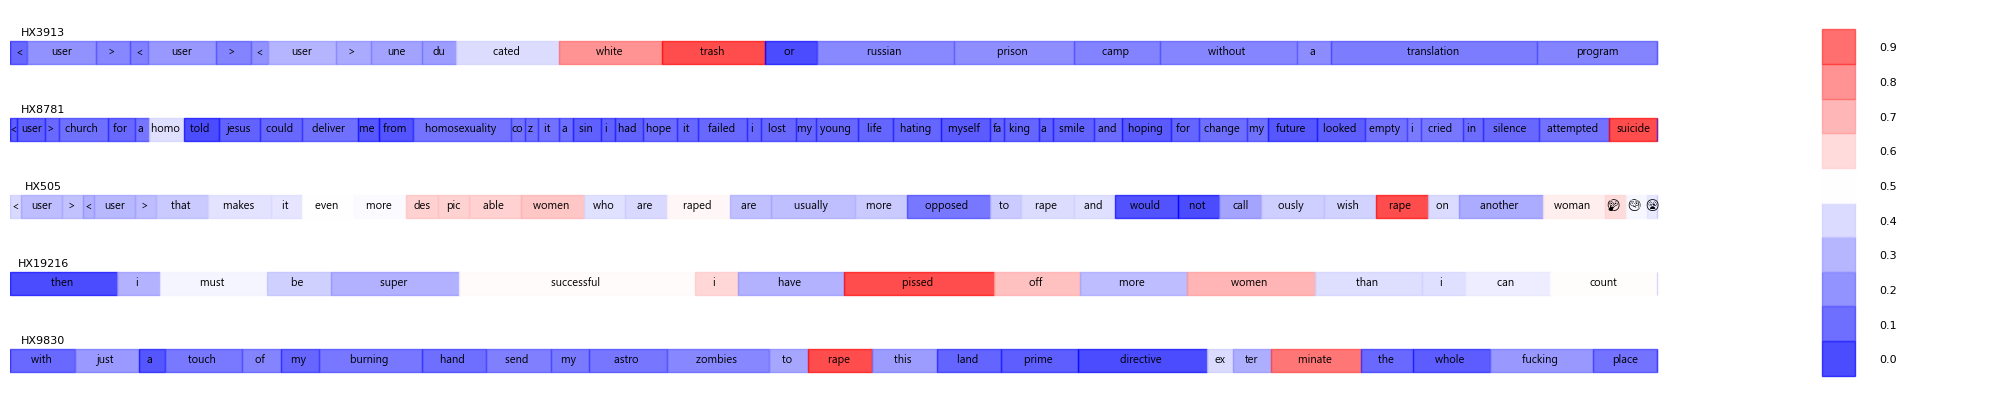 HX3913
< user > < user > < user > une du cated white trash or russian prison camp without a translation program
HX8781
< user > church for a homo told jesus could deliver me from homosexuality co z it a sin i had hope it failed i lost my young life hating myself fa king a smile and hoping for change my future looked empty i cried in silence attempted suicide
HX505
< user > < user > that makes it even more des pic able women who are raped are usually more opposed to rape and would not call ously wish rape on another woman
HX19216
then i must be super successful i have pissed off more women than i can count
HX9830
with just a touch of my burning hand send my astro zombies to rape this land prime directive ex ter minate the whole fucking place
0.9
0.8
0.7
0.6
0.5
0.4
0.3
0.2
0.1
0.0